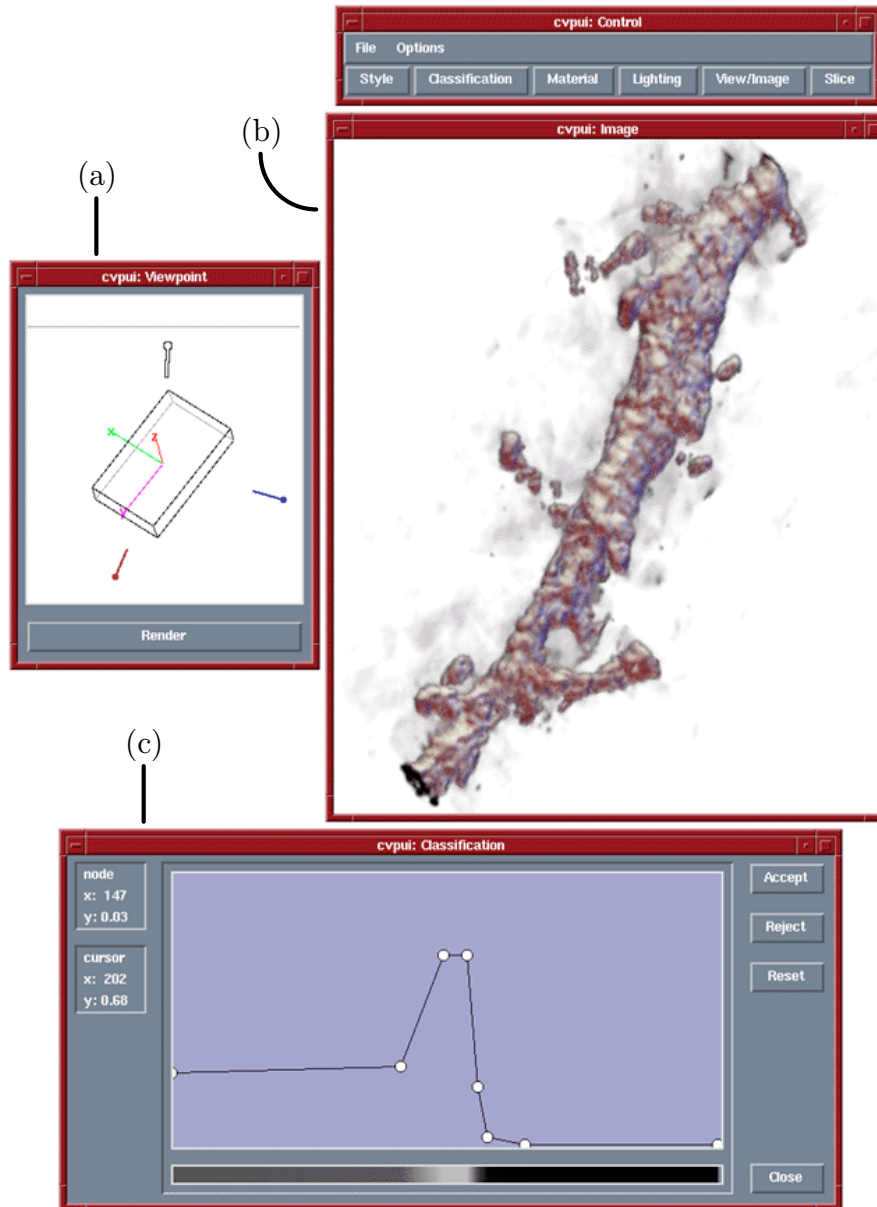 cvpui: Control
File Options
Style Classification Material Lighting View/Image Slice
(b)
cvpui: Image
(a)
cvpui: Viewpoint
x
z
y
Render
(c)
cvpui: Classification
node
x: 147
y: 0.03
cursor
x: 202
y: 0.68
Accept
Reject
Reset
Close